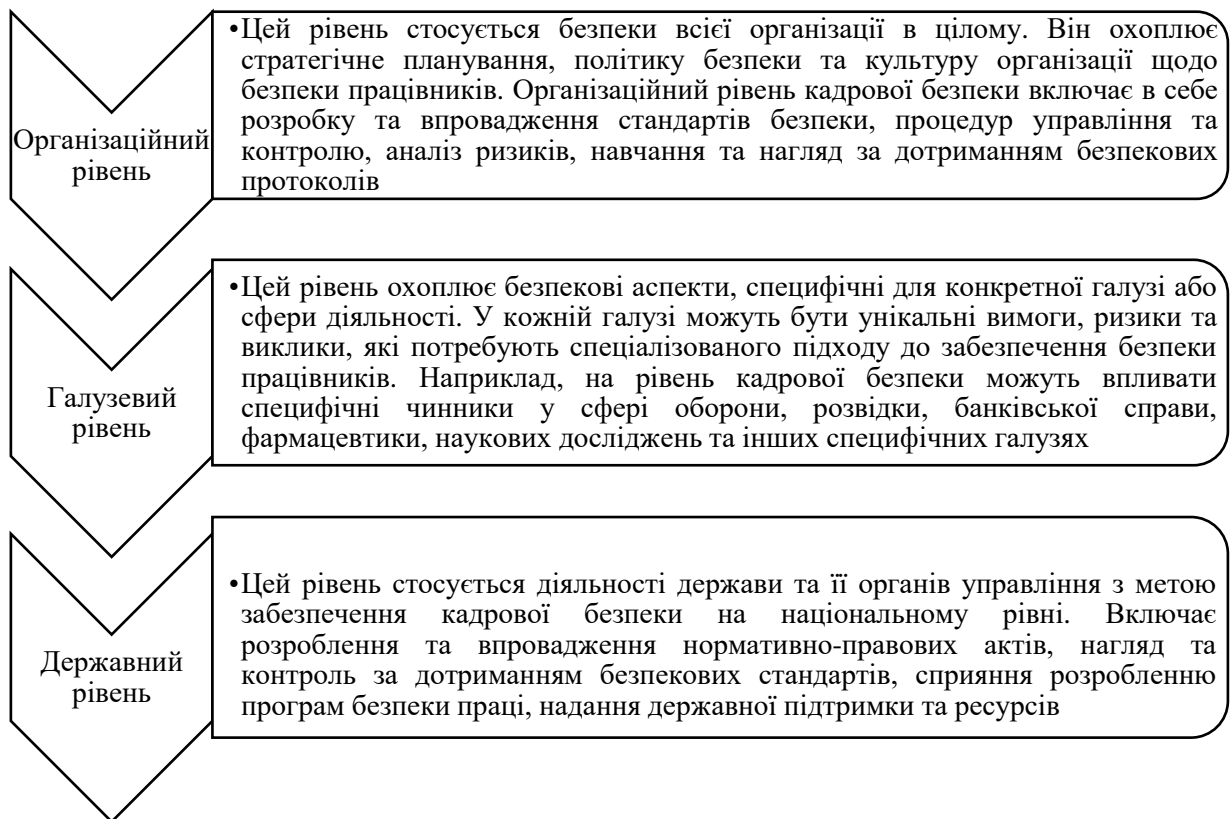 Організаційний
рівень
•Цей рівень стосується безпеки всієї організації в цілому. Він охоплює
стратегічне планування, політику безпеки та культуру організації щодо
безпеки працівників. Організаційний рівень кадрової безпеки включає в себе
розробку та впровадження стандартів безпеки, процедур управління та
контролю, аналіз ризиків, навчання та нагляд за дотриманням безпекових
протоколів
Галузевий
рівень
•Цей рівень охоплює безпекові аспекти, специфічні для конкретної галузі або
сфери діяльності. У кожній галузі можуть бути унікальні вимоги, ризики та
виклики, які потребують спеціалізованого підходу до забезпечення безпеки
працівників. Наприклад, на рівень кадрової безпеки можуть впливати
специфічні чинники у сфері оборони, розвідки, банківської справи,
фармацевтики, наукових досліджень та інших специфічних галузях
Державний
рівень
•Цей рівень стосується діяльності держави та її органів управління з метою
забезпечення кадрової безпеки на національному рівні. Включає
розроблення та впровадження нормативно-правових актів, нагляд та
контроль за дотриманням безпекових стандартів, сприяння розробленню
програм безпеки праці, надання державної підтримки та ресурсів